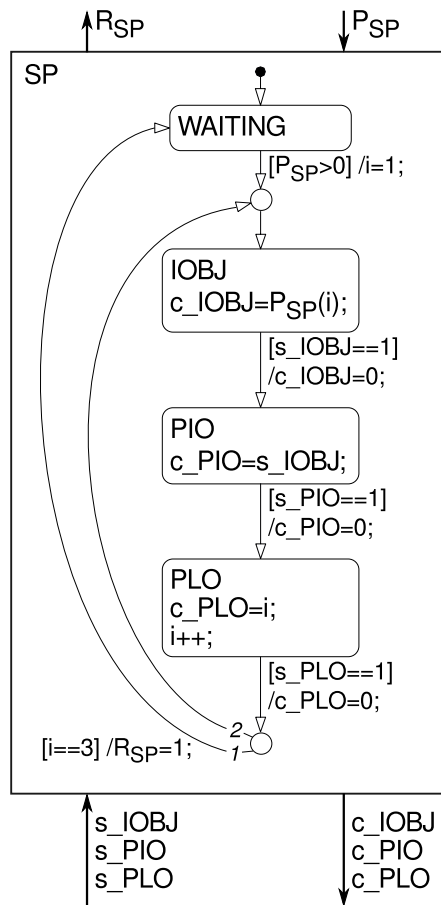 R_SP P_SP
SP
WAITING
[P_SP>0] /i=1;
IOBJ
c_IOBJ=P_SP(i);
[s_IOBJ==1]
/c_IOBJ=0;
PIO
c_PIO=s_IOBJ;
[s_PIO==1]
/c_PIO=0;
PLO
c_PLO=i;
i++;
[s_PLO==1]
/c_PLO=0;
2
1
[i==3] /R_SP=1;
s_IOBJ
s_PIO
s_PLO
c_IOBJ
c_PIO
c_PLO